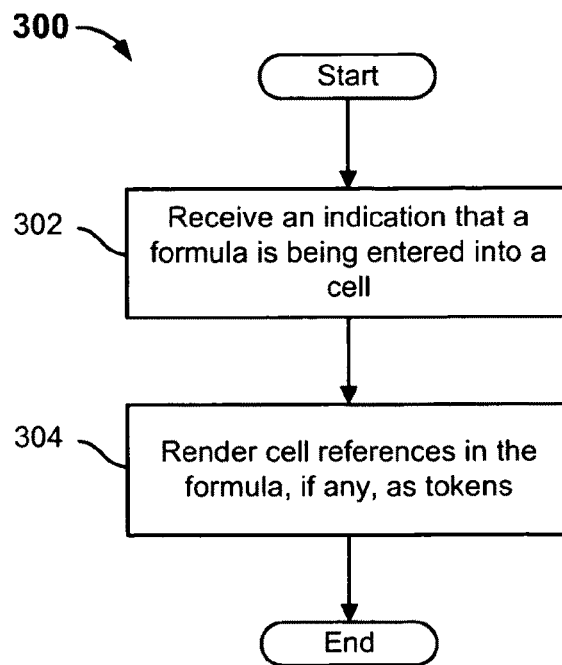 300
Start
302
Receive an indication that a
formula is being entered into a
cell
304
Render cell references in the
formula, if any, as tokens
End